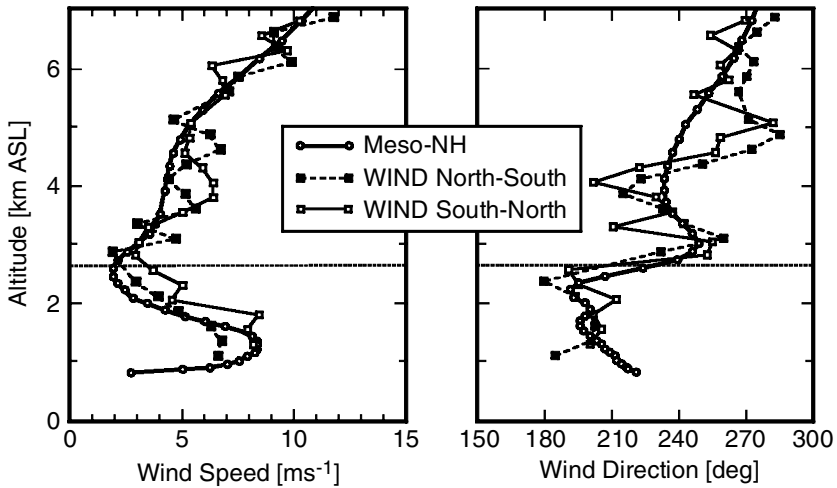 Altitude [km ASL]
6
4
2
0
Meso-NH
WIND North-South
WIND South-North
0 5 10 15
150 180 210 240 270 300
Wind Speed [ms⁻¹]
Wind Direction [deg]